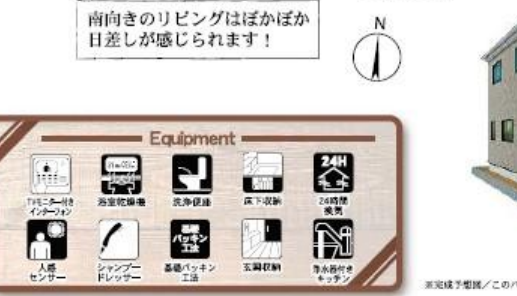 南向きのリビングはぽかぽか
日差しが感じられます！
N
Equipment
TVモニター付き
インターフォン
浴室乾燥機
洗浄便座
床下収納
24H
24時間
換気
人感
センサー
シャンプー
ドレッサー
基礎
パッキン
工法
基礎パッキン
工法
玄関収納
浄水器付き
キッチン
※完成予想図／このパ